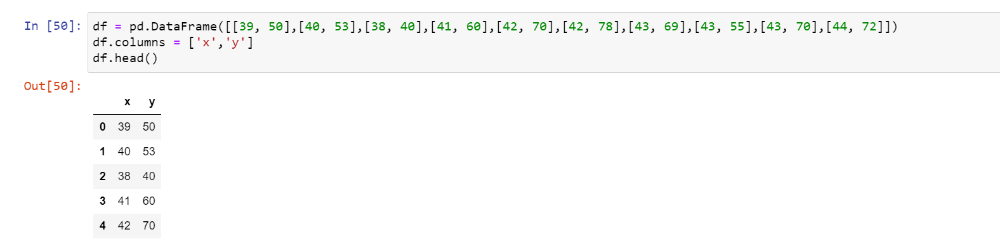 In [50]: df = pd.DataFrame([[39, 50],[40, 53],[38, 40],[41, 60],[42, 70],[42, 78],[43, 69],[43, 55],[43, 70],[44, 72]])
df.columns = ['x','y']
df.head()
Out[50]:
x y
0 39 50
1 40 53
2 38 40
3 41 60
4 42 70